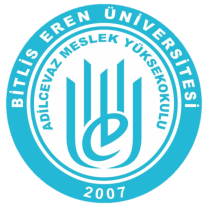 BİTLİS EREN ÜNİVERSİTESİ
ADİLCEVAZ MESLEK YÜKSEKOKULU
2007